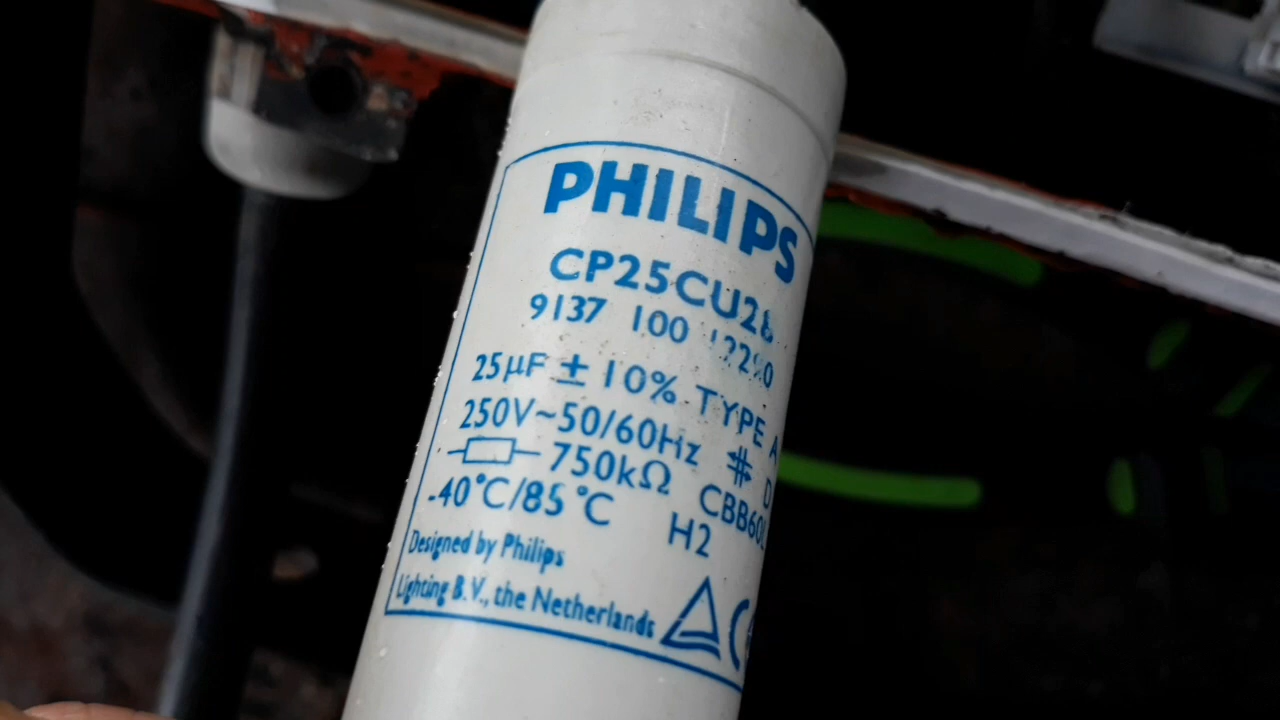 PHILIPS
CP25CU28
9137 100
25µF ± 10% TYPE A
250V~50/60Hz #
750kΩ CBB60L
-40°C/85°C H2
Designed by Philips
Lighting B.V., the Netherlands